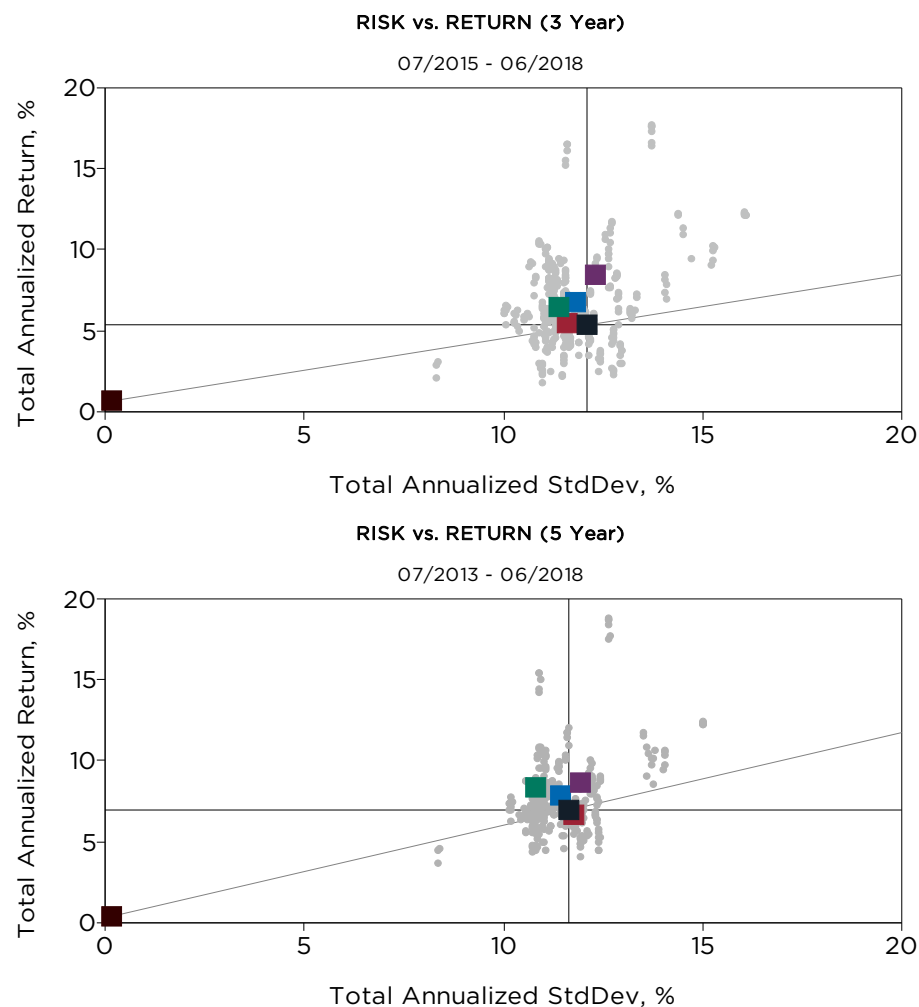 RISK vs. RETURN (3 Year)
07/2015 - 06/2018
Total Annualized Return, %
20
15
10
5
0
0 5 10 15 20
Total Annualized StdDev, %
RISK vs. RETURN (5 Year)
07/2013 - 06/2018
Total Annualized Return, %
20
15
10
5
0
0 5 10 15 20
Total Annualized StdDev, %